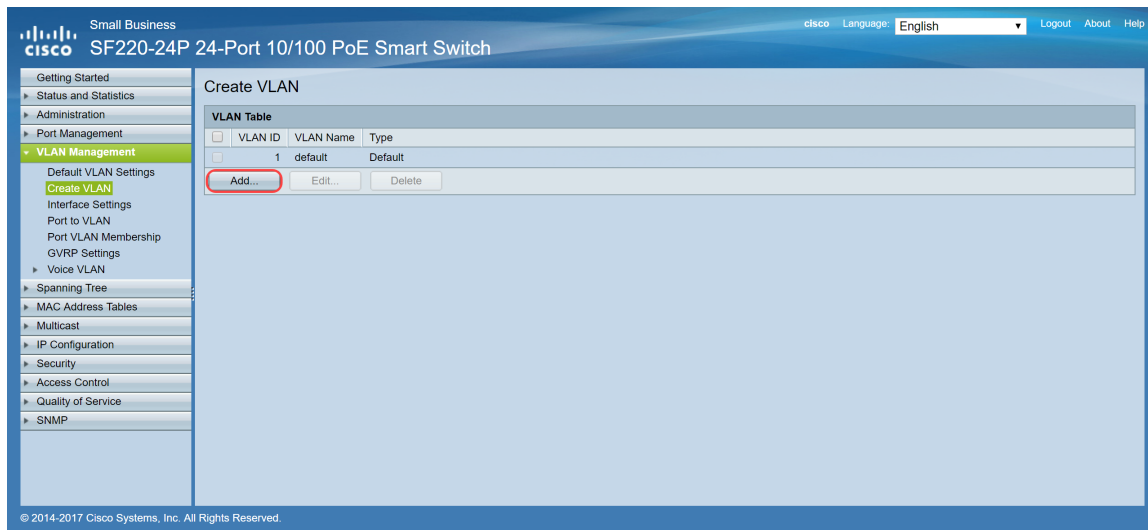 Small Business
cisco Language: English Logout About Help
CISCO SF220-24P 24-Port 10/100 PoE Smart Switch
Getting Started
Status and Statistics
Administration
Port Management
VLAN Management
Default VLAN Settings
Create VLAN
Interface Settings
Port to VLAN
Port VLAN Membership
GVRP Settings
Voice VLAN
Spanning Tree
MAC Address Tables
Multicast
IP Configuration
Security
Access Control
Quality of Service
SNMP
Create VLAN
VLAN Table
VLAN ID VLAN Name Type
1 default Default
Add... Edit... Delete
© 2014-2017 Cisco Systems, Inc. All Rights Reserved.